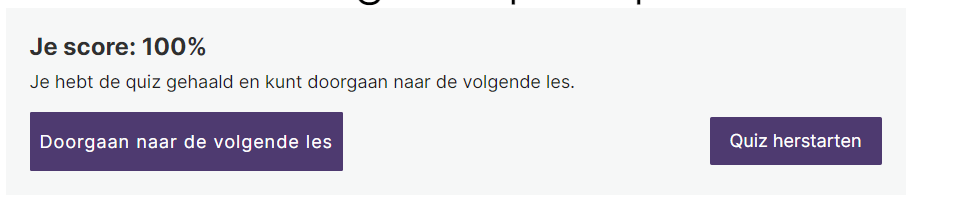 Je score: 100%
Je hebt de quiz gehaald en kunt doorgaan naar de volgende les.
Doorgaan naar de volgende les
Quiz herstarten